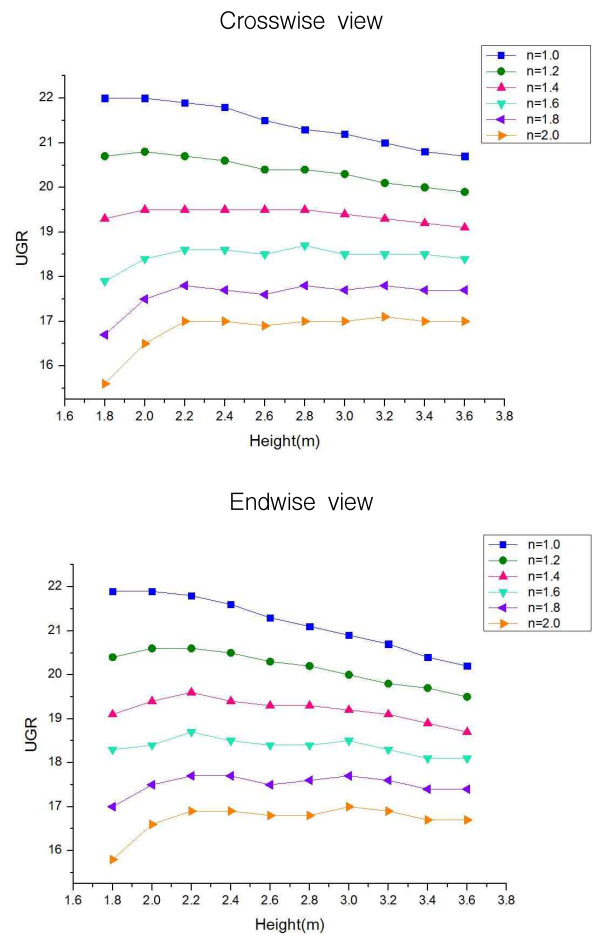 Crosswise view
n=1.0
n=1.2
n=1.4
n=1.6
n=1.8
n=2.0
22
21
20
19
18
17
16
UGR
1.6 1.8 2.0 2.2 2.4 2.6 2.8 3.0 3.2 3.4 3.6 3.8
Height(m)
Endwise view
n=1.0
n=1.2
n=1.4
n=1.6
n=1.8
n=2.0
22
21
20
19
18
17
16
UGR
1.6 1.8 2.0 2.2 2.4 2.6 2.8 3.0 3.2 3.4 3.6 3.8
Height(m)